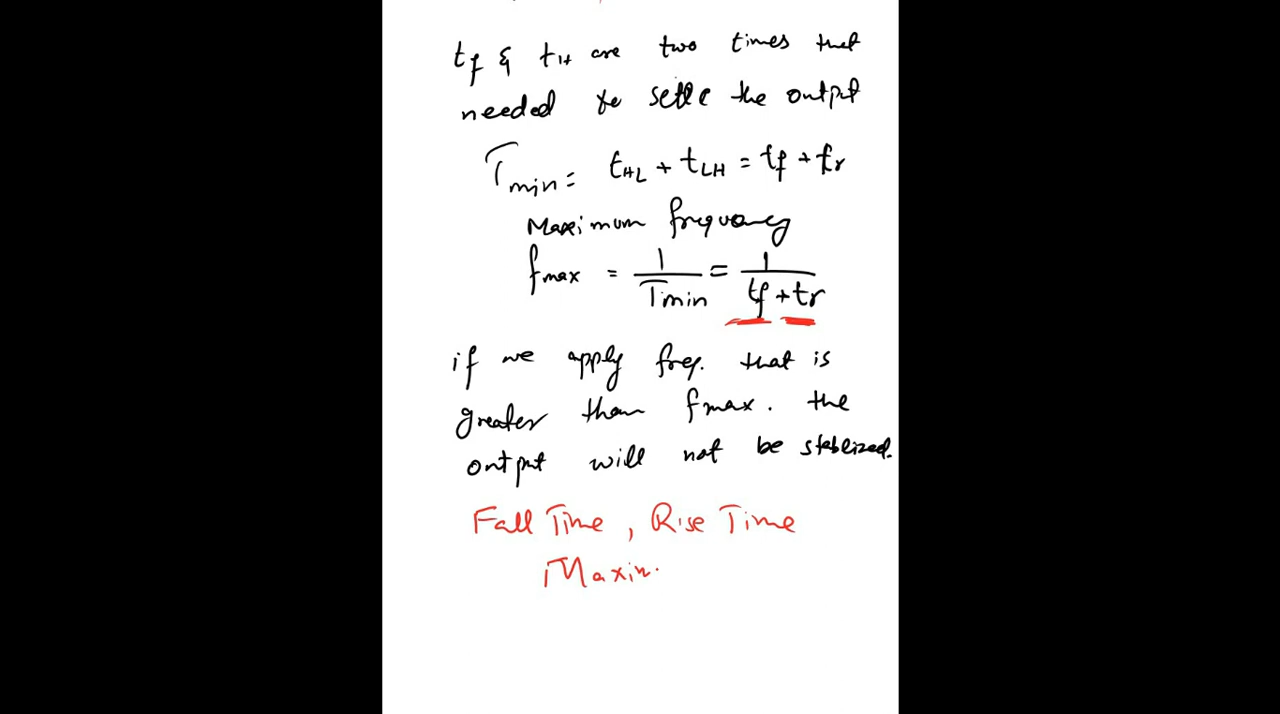 tf & tH are two times that
needed to settle the output
Tmin = tHL + tLH = tf + tr
Maximum frequency
fmax = 1/Tmin = 1/(tf + tr)
if we apply freq. that is
greater than fmax. the
output will not be stablized.
Fall Time, Rise Time
Maxim